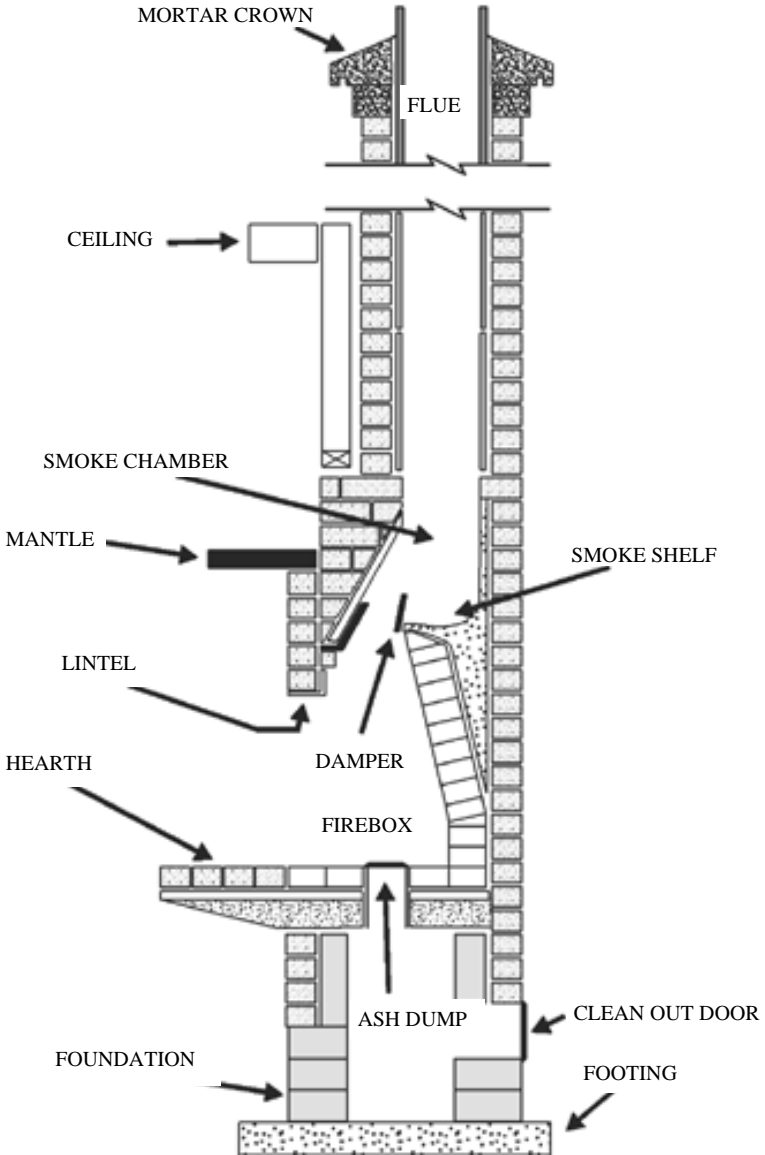 MORTAR CROWN
FLUE
CEILING
SMOKE CHAMBER
MANTLE
SMOKE SHELF
LINTEL
HEARTH
DAMPER
FIREBOX
ASH DUMP
CLEAN OUT DOOR
FOUNDATION
FOOTING